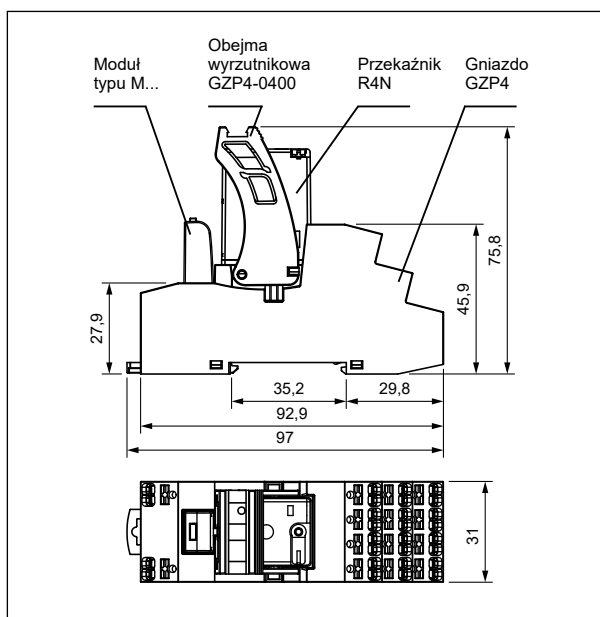 Moduł
typu M...
Obejma
wyrzutnikowa
GZP4-0400
Przekaźnik
R4N
Gniazdo
GZP4
75,8
45,9
27,9
35,2
29,8
92,9
97
31